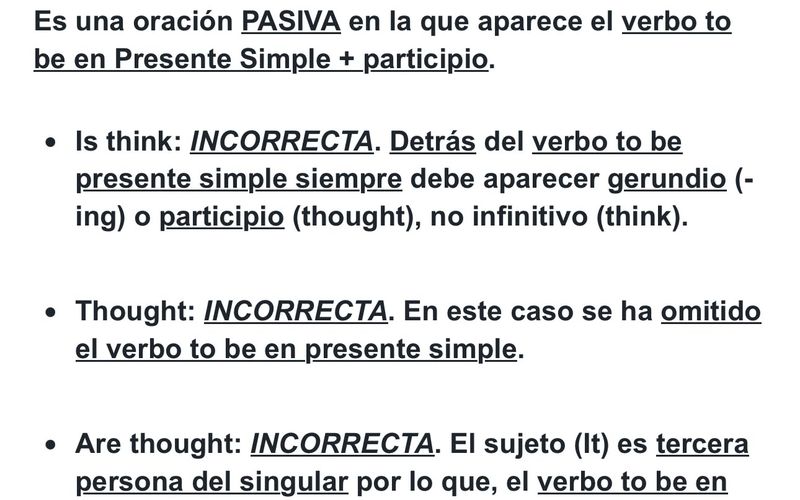 Es una oración PASIVA en la que aparece el verbo to
be en Presente Simple + participio.
• Is think: INCORRECTA. Detrás del verbo to be
presente simple siempre debe aparecer gerundio (-
ing) o participio (thought), no infinitivo (think).
• Thought: INCORRECTA. En este caso se ha omitido
el verbo to be en presente simple.
• Are thought: INCORRECTA. El sujeto (It) es tercera
persona del singular por lo que, el verbo to be en